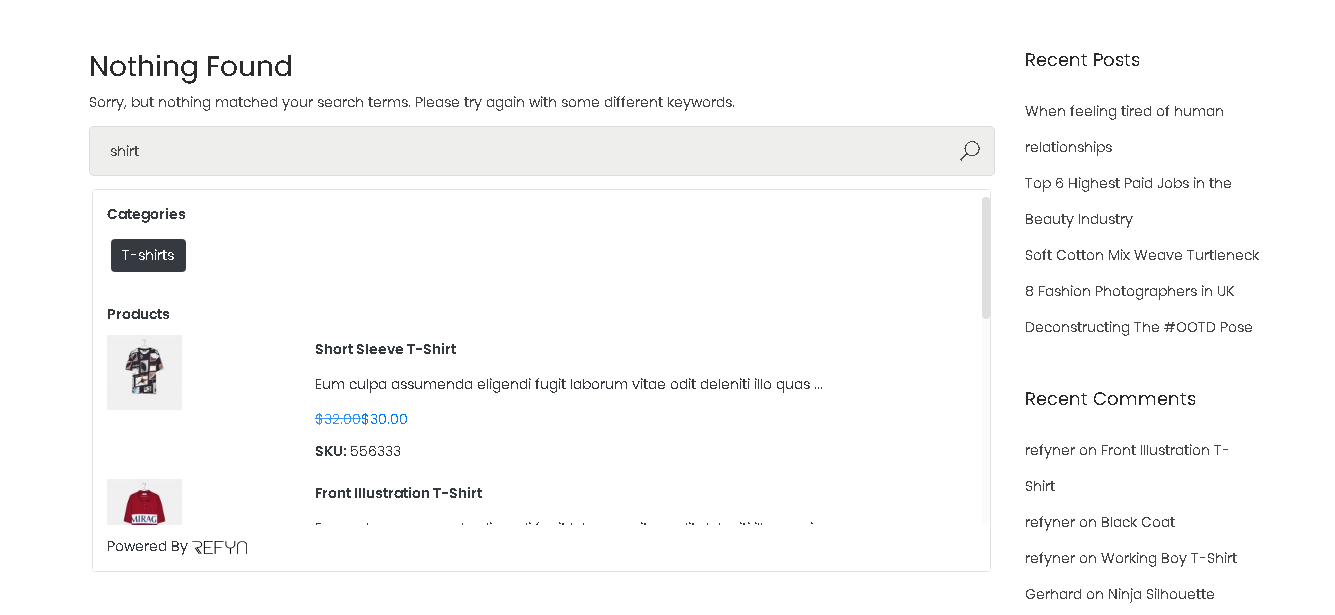 Nothing Found
Sorry, but nothing matched your search terms. Please try again with some different keywords.
shirt
Categories
T-shirts
Products
Short Sleeve T-Shirt
Eum culpa assumenda eligendi fugit laborum vitae odit deleniti illo quas ...
$32.00$30.00
SKU: 556333
MIRAG
Front Illustration T-Shirt
Powered By REFYN
Recent Posts
When feeling tired of human
relationships
Top 6 Highest Paid Jobs in the
Beauty Industry
Soft Cotton Mix Weave Turtleneck
8 Fashion Photographers in UK
Deconstructing The #OOTD Pose
Recent Comments
refyner on Front Illustration T-
Shirt
refyner on Black Coat
refyner on Working Boy T-Shirt
Gerhard on Ninja Silhouette